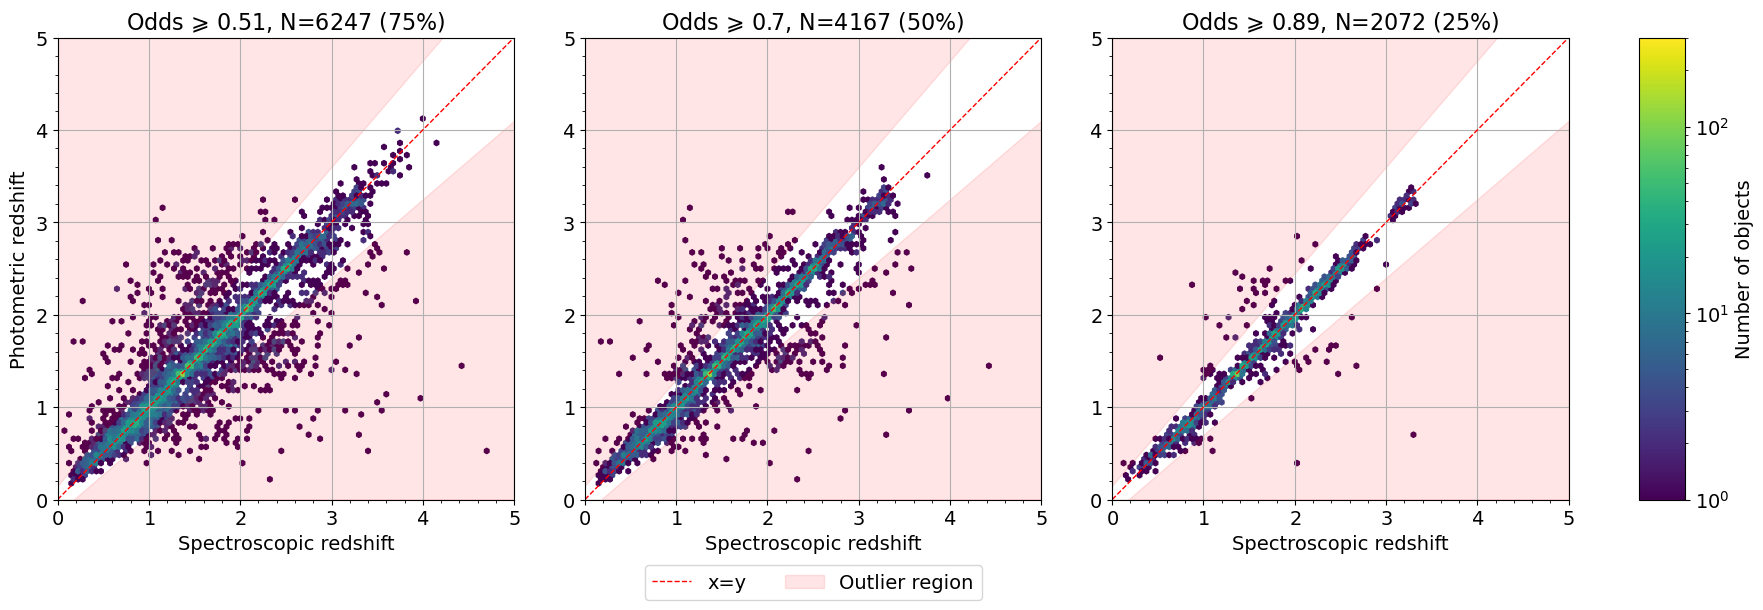 Odds ⩾ 0.51, N=6247 (75%)
Odds ⩾ 0.7, N=4167 (50%)
Odds ⩾ 0.89, N=2072 (25%)
Photometric redshift
5
4
3
2
1
0
0 1 2 3 4 5
Spectroscopic redshift
5
4
3
2
1
0
0 1 2 3 4 5
Spectroscopic redshift
5
4
3
2
1
0
0 1 2 3 4 5
Spectroscopic redshift
10²
10¹
10⁰
Number of objects
x=y
Outlier region